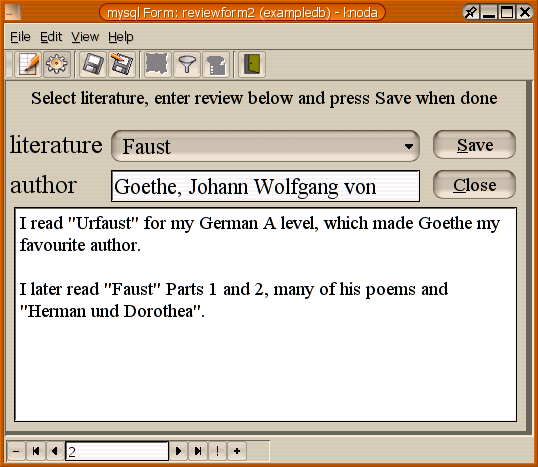 mysql Form: reviewform2 (exampledb) - knoda
File Edit View Help
Select literature, enter review below and press Save when done
literature Faust Save
author Goethe, Johann Wolfgang von Close
I read "Urfaust" for my German A level, which made Goethe my
favourite author.
I later read "Faust" Parts 1 and 2, many of his poems and
"Herman und Dorothea".
2 ! +